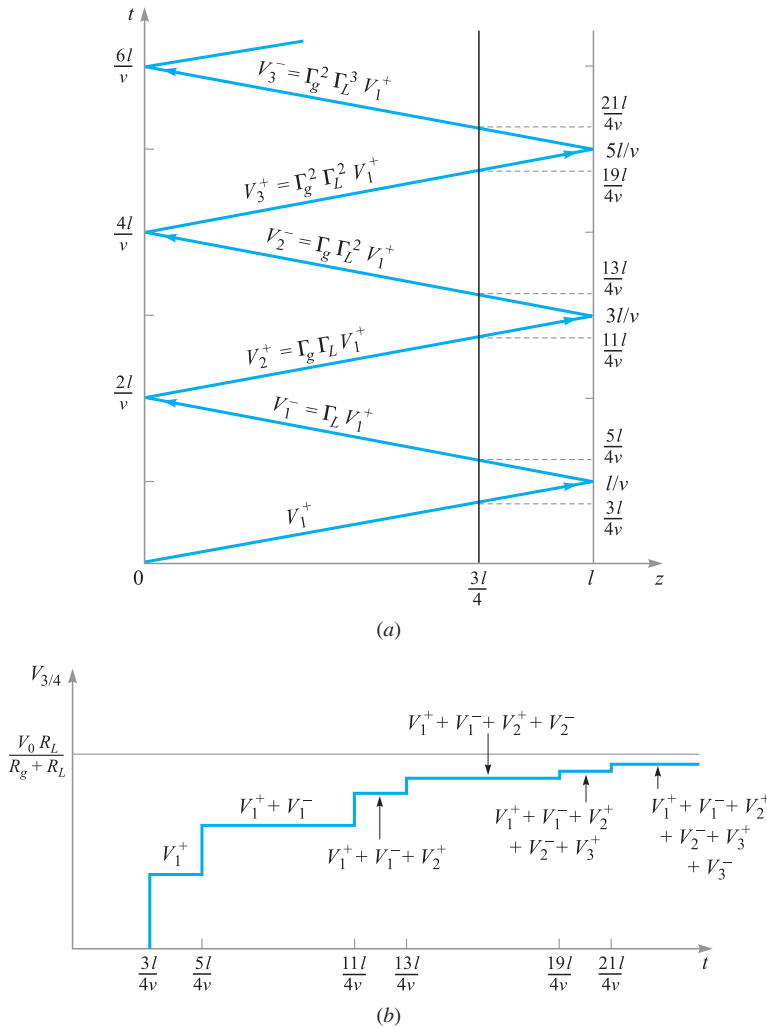 t
6l/v
V₃⁻ = Γg² ΓL³ V₁⁺
21l/4v
5l/v
V₃⁺ = Γg² ΓL² V₁⁺
19l/4v
4l/v
V₂⁻ = Γg ΓL² V₁⁺
13l/4v
3l/v
V₂⁺ = Γg ΓL V₁⁺
11l/4v
2l/v
V₁⁻ = ΓL V₁⁺
5l/4v
l/v
V₁⁺
3l/4v
0
3l/4
l
z
(a)
V₃/₄
V₁⁺ + V₁⁻ + V₂⁺ + V₂⁻
V₀ RL / Rg + RL
V₁⁺ + V₁⁻
V₁⁺
V₁⁺ + V₁⁻ + V₂⁺
V₁⁺ + V₁⁻ + V₂⁺
+ V₂⁻ + V₃⁺
V₁⁺ + V₁⁻ + V₂⁺
+ V₂⁻ + V₃⁺
+ V₃⁻
3l/4v
5l/4v
11l/4v
13l/4v
19l/4v
21l/4v
t
(b)